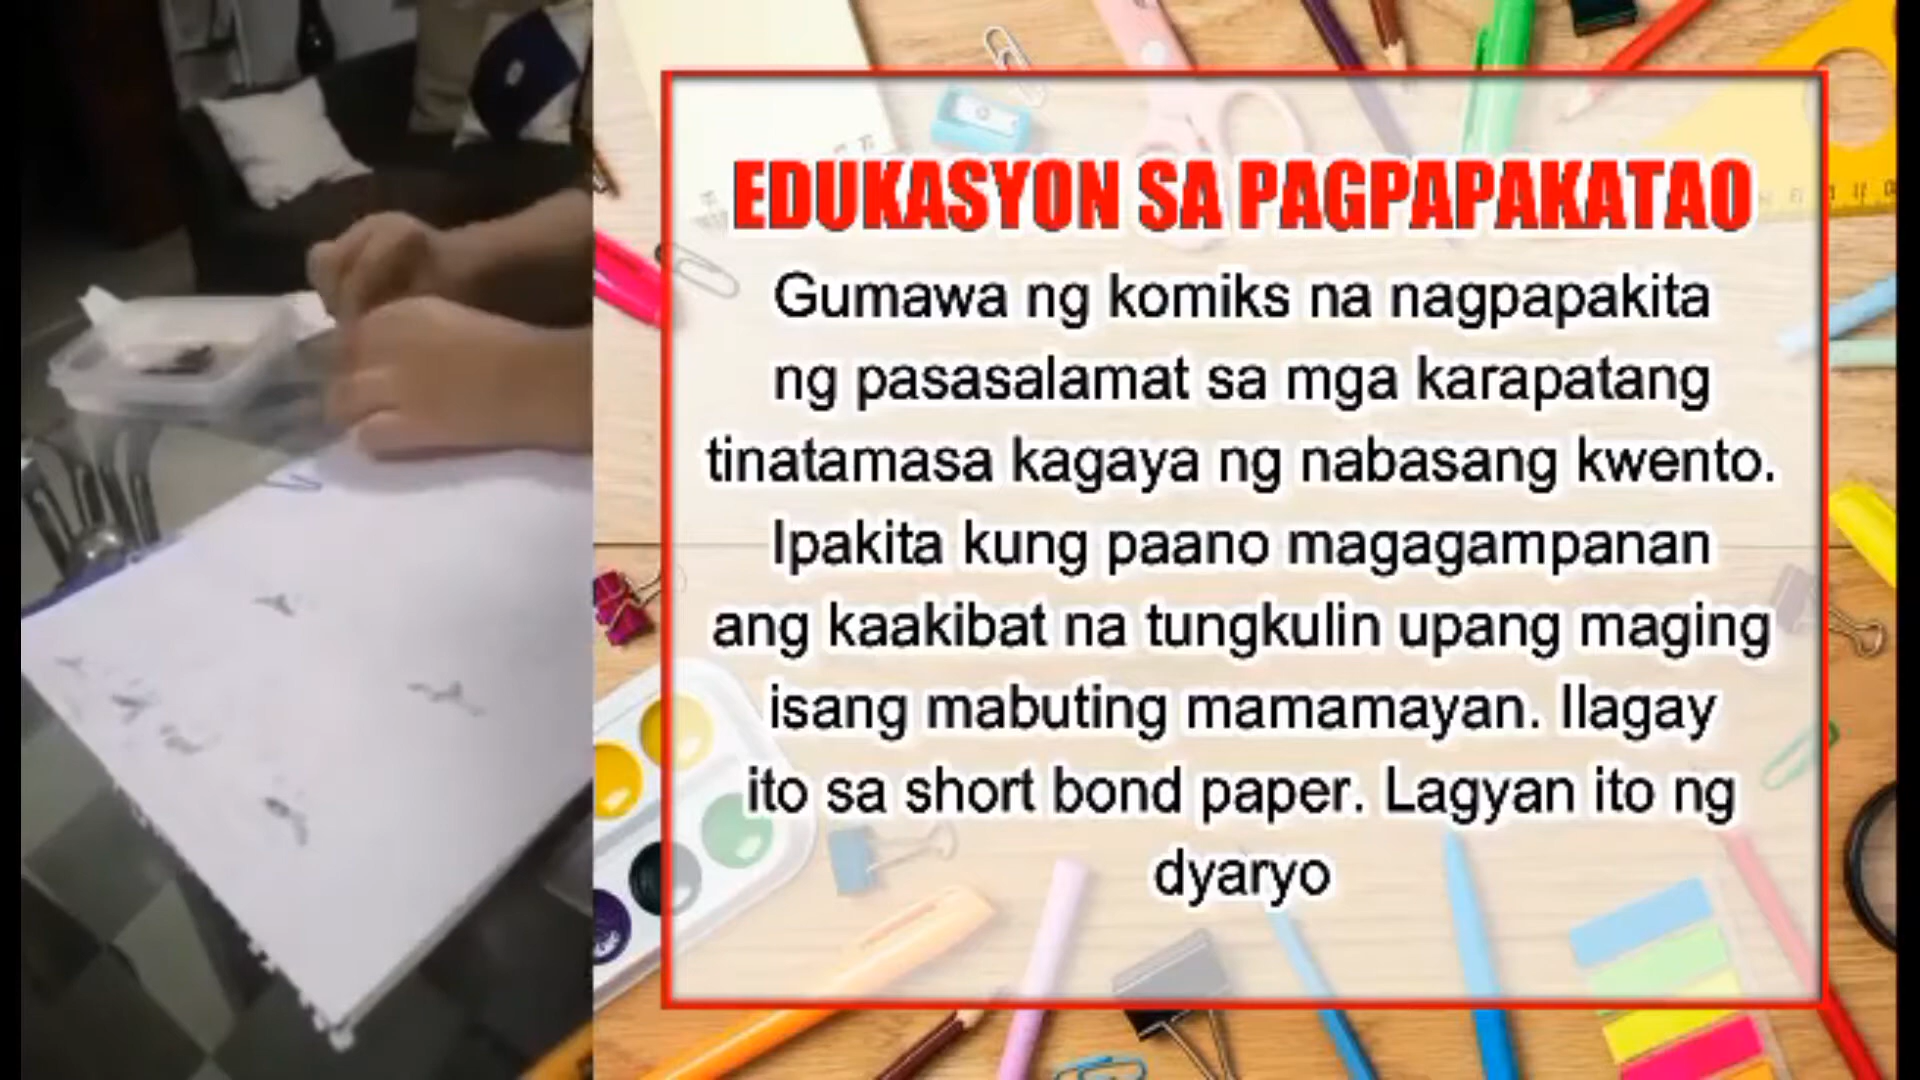 EDUKASYON SA PAGPAPAKATAO
Gumawa ng komiks na nagpapakita
ng pasasalamat sa mga karapatang
tinatamasa kagaya ng nabasang kwento.
Ipakita kung paano magagampanan
ang kaakibat na tungkulin upang maging
isang mabuting mamamayan. Ilagay
ito sa short bond paper. Lagyan ito ng
dyaryo